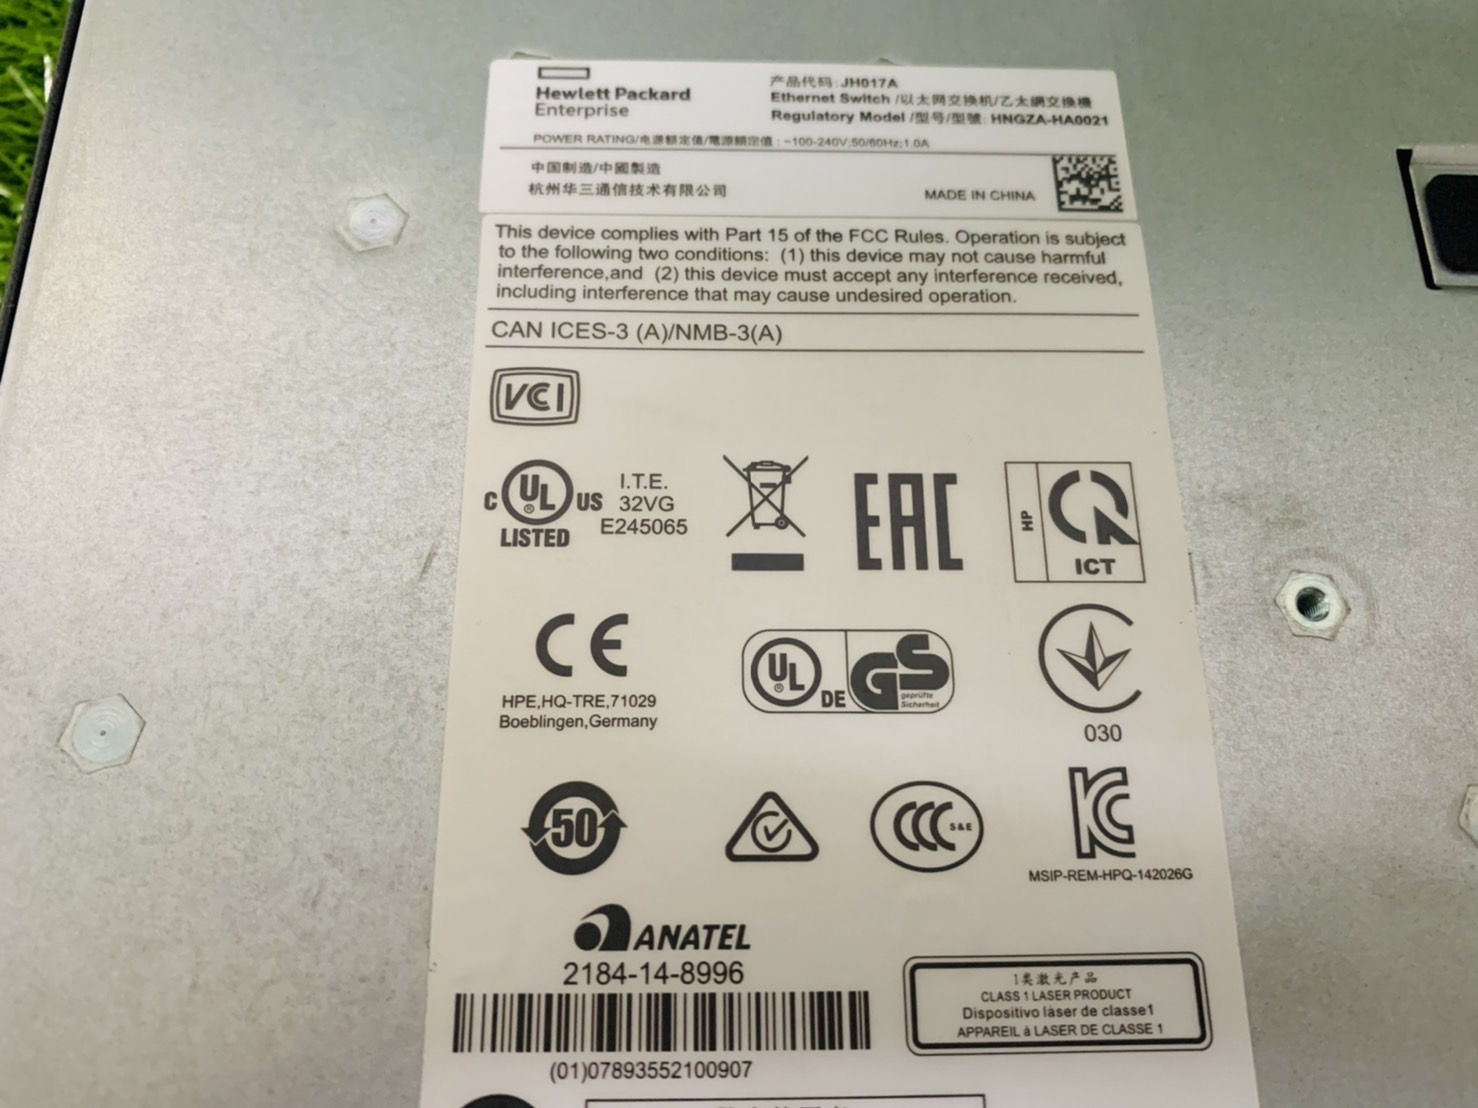 Hewlett Packard
Enterprise
产品代码: JH017A
Ethernet Switch /以太网交换机/乙太網交換機
Regulatory Model /型号/型號: HNGZA-HA0021
POWER RATING/电源额定值/電源額定值 : ~100-240V;50/60Hz;1.0A
中国制造/中國製造
杭州华三通信技术有限公司
MADE IN CHINA
This device complies with Part 15 of the FCC Rules. Operation is subject
to the following two conditions: (1) this device may not cause harmful
interference,and (2) this device must accept any interference received,
including interference that may cause undesired operation.
CAN ICES-3 (A)/NMB-3(A)
VCI
C UL US
®
LISTED
I.T.E.
32VG
E245065
EAC
HP
ICT
CE
HPE,HQ-TRE,71029
Boeblingen,Germany
UL
®
DE
GS
geprüfte
Sicherheit
030
50
CCC S&E
KC
MSIP-REM-HPQ-142026G
ANATEL
2184-14-8996
(01)07893552100907
1类激光产品
CLASS 1 LASER PRODUCT
Dispositivo láser de classe1
APPAREIL à LASER DE CLASSE 1